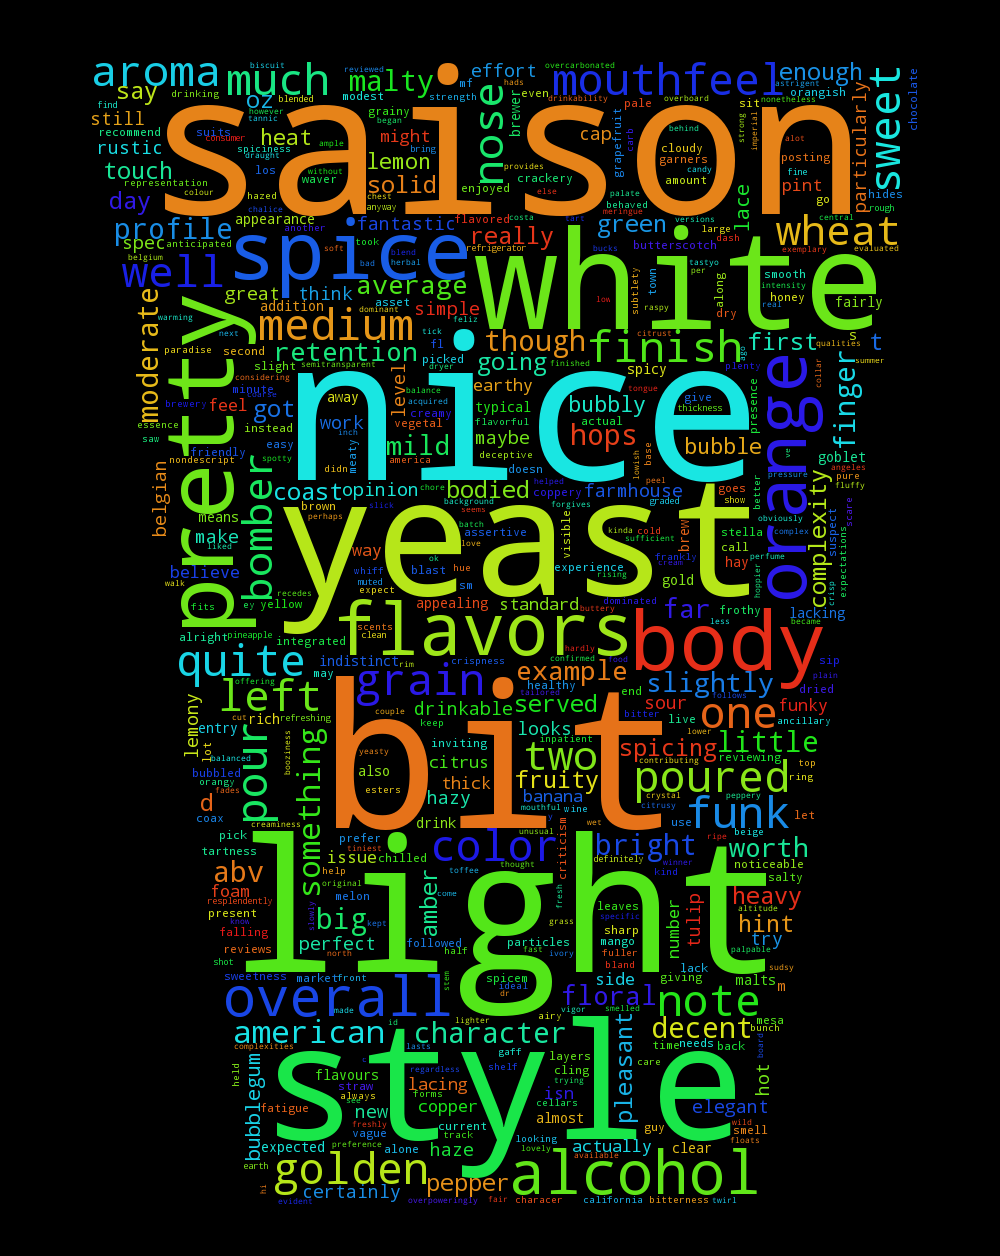 biscuit
overcarbonated
aroma
much
malty
reviewed
effort
mouthfeel
enough
astrigent
say
drinking
blended
oz
modest
mf
hads
strength
drinkability
orangish
sweet
chocolate
find
still
however
tannic
grainy
began
nose
brewer
even
pale
overboard
nonetheless
sit
saison
recommend
consumer
suits
heat
might
bring
cap
carb
grapefruit
behind
cloudy
strong
imperial
alot
particularly
rustic
spiciness
draught
ample
lemon
crackery
garners
posting
touch
los
without
waver
provides
candy
amount
fine
representation
colour
hazed
chest
solid
enjoyed
else
palate
behaved
lace
pint
go
hides
day
chalice
anyway
meringue
versions
appearance
fantastic
flavored
costa
tart
green
large
central
rough
profile
another
really
dash
exemplary
wheat
evaluated
spec
anticipated
belgium
spice
soft
took
blend
refrigerator
bucks
butterscotch
white
well
bad
herbal
average
tastyo
per
smooth
intensity
real
honey
fairly
great
think
asset
dominant
low
subtlety
raspy
town
along
dry
moderate
warming
addition
simple
feliz
medium
tick
fl
though
citrust
first
qualities
summer
t
s
paradise
next
second
retention
picked
dryer
going
finish
ago
finished
plenty
pretty
slight
semitransparent
level
balance
earthy
spicy
considering
minute
away
acquired
nice
tongue
give
thickness
collar
finger
orange
brewery
coarse
feel
got
work
creamy
typical
flavorful
bubbly
actual
presence
essence
saw
instead
inch
vegetal
maybe
hops
goblet
friendly
easy
meaty
mild
deceptive
bubble
belgian
nondescript
spotty
didn
america
doesn
lowish
base
peel
ve
angeles
pure
pressure
fluffy
bomber
coast
opinion
chore
bodied
helped
farmhouse
goes
show
better
complexity
means
brown
slick
background
coppery
forgives
graded
make
liked
perhaps
seems
batch
assertive
visible
kinda
cold
sufficient
brew
stella
call
obviously
complex
suspect
scare
expectations
yeast
way
love
ok
hue
frankly
cream
hay
perfume
believe
whiff
blast
sm
experience
rising
gold
hoppier
crisp
walk
recedes
muted
expect
fits
ey
yellow
appealing
buttery
standard
dominated
far
frothy
lacking
less
became
alright
pineapple
integrated
scents
clean
flavors
body
hardly
confirmed
food
quite
indistinct
rim
crispness
sip
plain
offering
may
grain
healthy
tailored
example
slightly
follows
dried
left
drinkable
served
end
bitter
sour
live
one
funky
ancillary
lemony
cut
rich
refreshing
couple
keep
lower
entry
lot
balanced
booziness
bit
yeasty
inviting
looks
inpatient
two
spicing
little
contributing
reviewing
top
pour
something
also
citrus
bubbled
orangy
esters
thick
fruity
poured
ring
d
fades
hazy
banana
crystal
peppery
coax
creaminess
drink
mouthful
y
wine
citrusy
use
funk
let
pick
tiniest
prefer
wet
unusual
beige
tartness
issue
chilled
color
criticism
bright
ripe
worth
abv
help
thought
definitely
winner
noticeable
toffee
kind
foam
original
melon
come
fresh
leaves
salty
resplendently
present
know
slowly
kept
amber
grass
specific
number
tulip
heavy
altitude
falling
big
sharp
hint
light
reviews
perfect
followed
half
particles
fast
mango
fuller
try
palpable
shot
north
spicem
ivory
bland
sweetness
market
front
stem
ideal
dr
side
lack
giving
malts
m
sudsy
overall
made
floral
note
smelled
vigor
id
lighter
airy
american
character
decent
mesa
bunch
complexities
lasts
gaff
layers
pleasant
time
needs
back
board
held
bubblegum
c
regardless
shelf
cling
care
hot
flavours
trying
straw
always
see
forms
lacing
isn
fatigue
new
freshly
copper
cellars
elegant
wild
style
current
almost
guy
smell
vague
track
floats
expected
preference
alone
haze
looking
lovely
actually
clear
earth
available
hi
golden
certainly
pepper
alcohol
evident
overpoweringly
fair
characer
california
bitterness
twirl